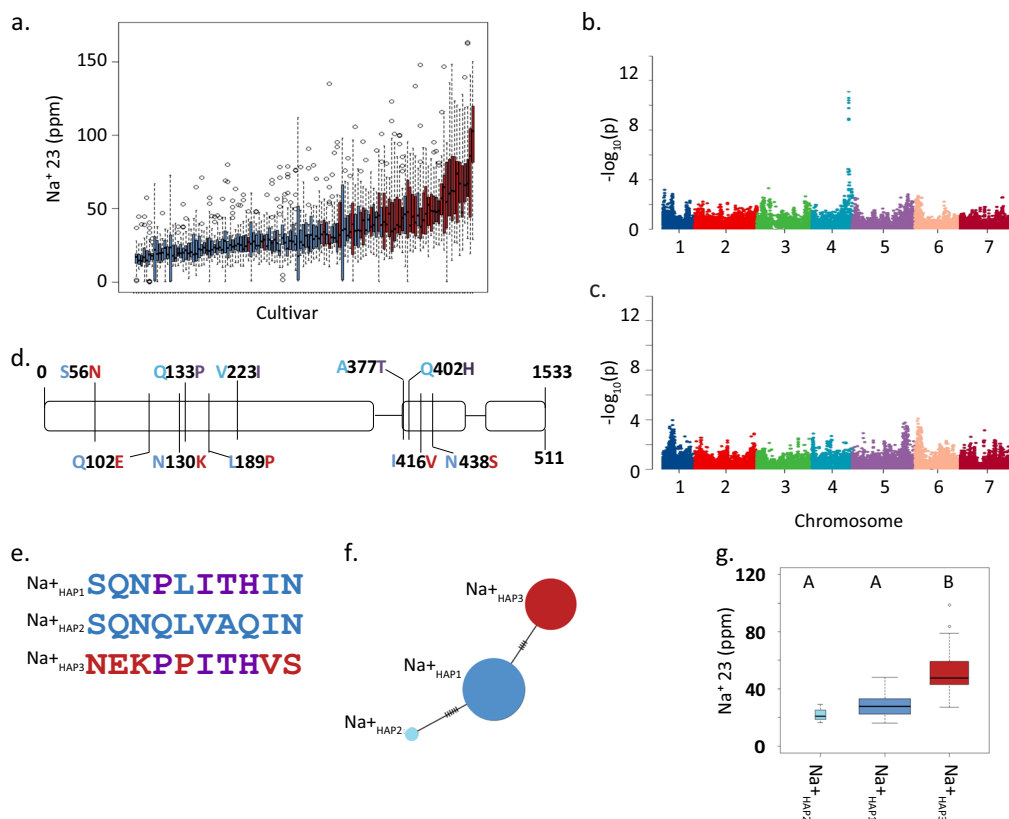 a.
150
100
50
0
Na⁺ 23 (ppm)
Cultivar
b.
12
8
4
0
-log₁₀(p)
1 2 3 4 5 6 7
c.
12
8
4
0
-log₁₀(p)
1 2 3 4 5 6 7
Chromosome
d.
0 S56N Q133P V223I A377T Q402H 1533
Q102E N130K L189P I416V N438S 511
e.
Na+HAP1 SQNPLITHIN
Na+HAP2 SQNQLVAQIN
Na+HAP3 NEKPPITHVS
f.
Na+HAP3
Na+HAP1
Na+HAP2
g.
120
80
40
0
Na⁺ 23 (ppm)
A A B
Na+HAP2
Na+HAP1
Na+HAP3